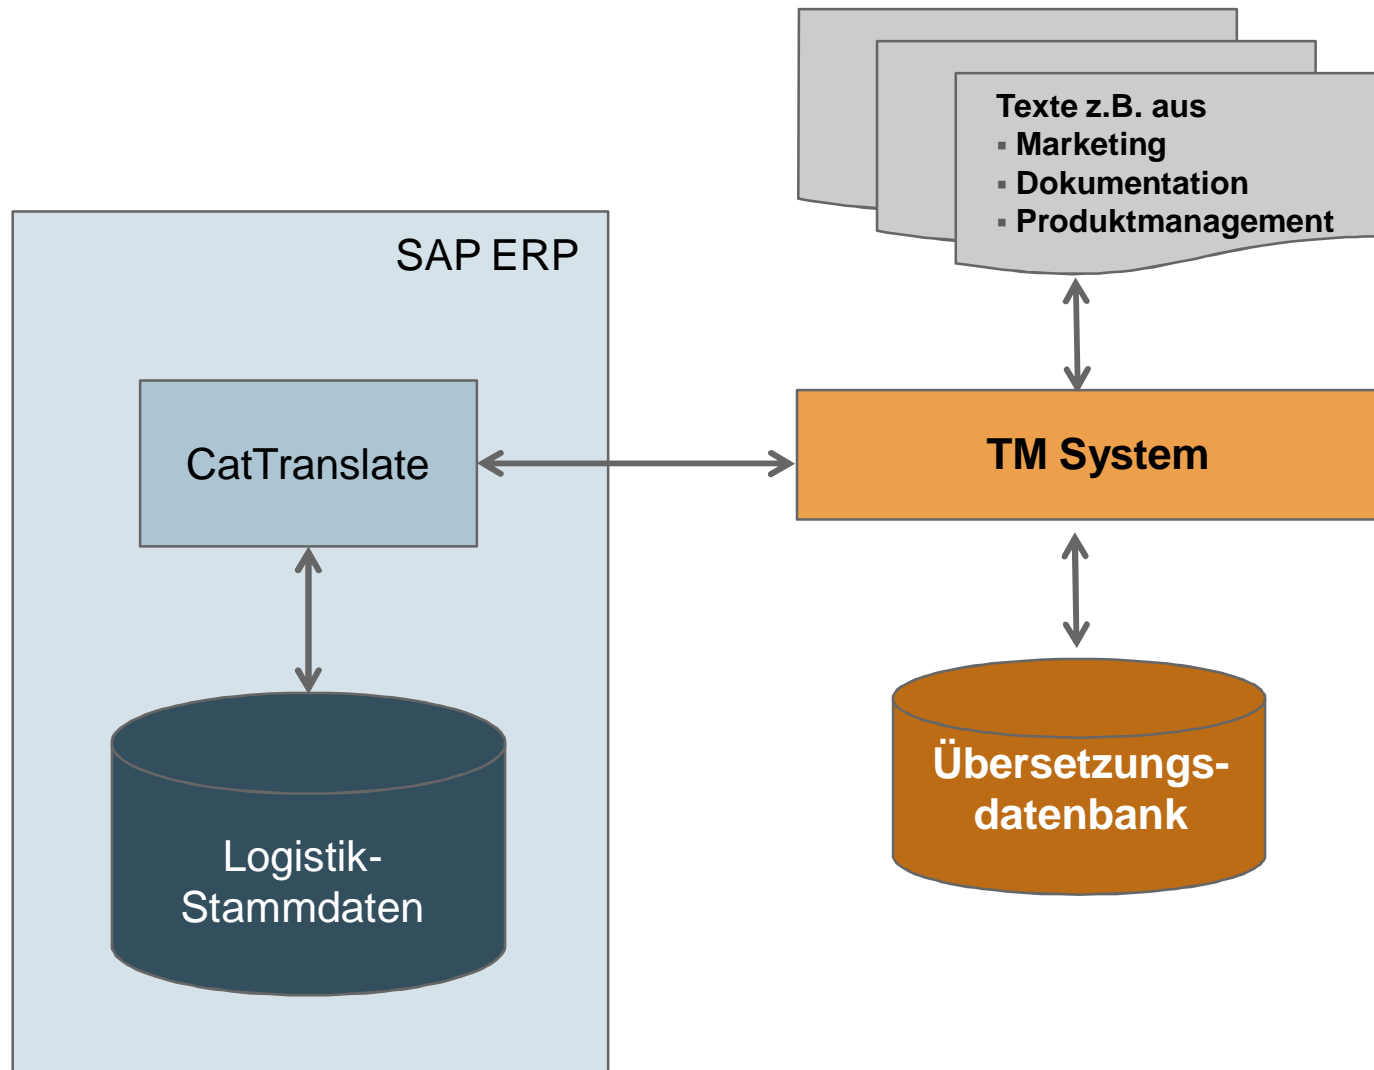 Texte z.B. aus
▪ Marketing
▪ Dokumentation
▪ Produktmanagement
SAP ERP
CatTranslate
TM System
Übersetzungs-
datenbank
Logistik-
Stammdaten